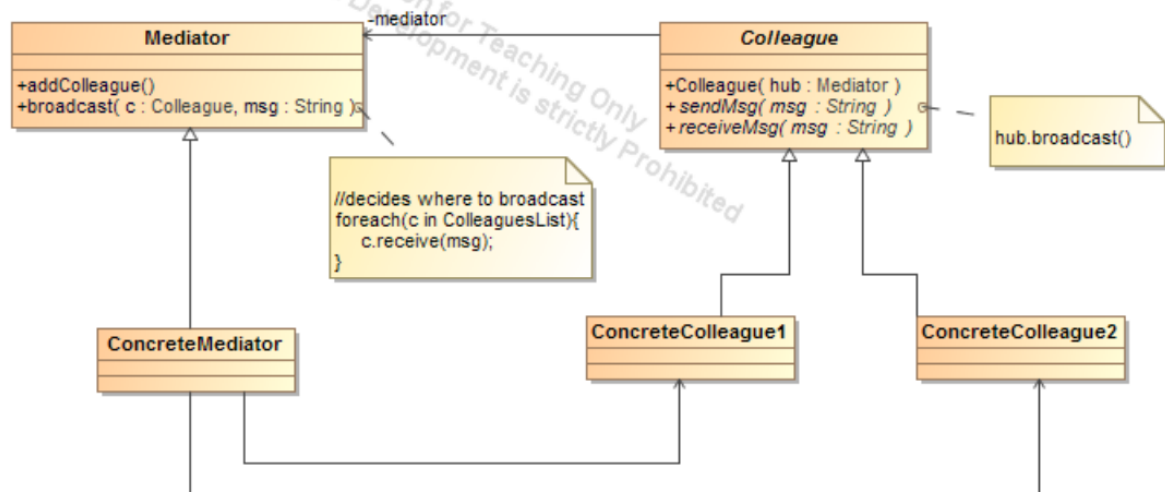 for Teaching Only
Development is strictly Prohibited
-mediator
Mediator
+addColleague()
+broadcast( c : Colleague, msg : String )
Colleague
+Colleague( hub : Mediator )
+ sendMsg( msg : String )
+ receiveMsg( msg : String )
hub.broadcast()
//decides where to broadcast
foreach(c in ColleaguesList){
c.receive(msg);
}
ConcreteMediator
ConcreteColleague1
ConcreteColleague2